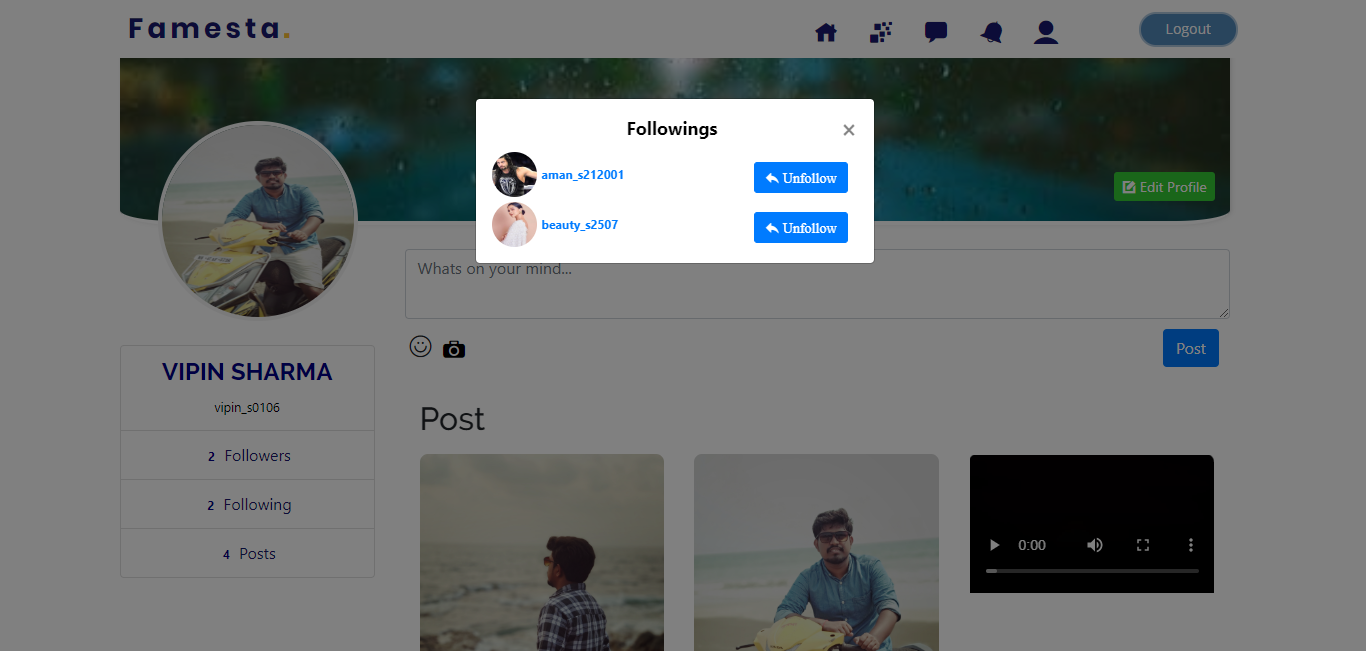 Famesta.
Logout
Followings ×
aman_s212001 Unfollow
beauty_s2507 Unfollow
Edit Profile
Whats on your mind...
Post
VIPIN SHARMA
vipin_s0106
2 Followers
2 Following
4 Posts
Post
0:00